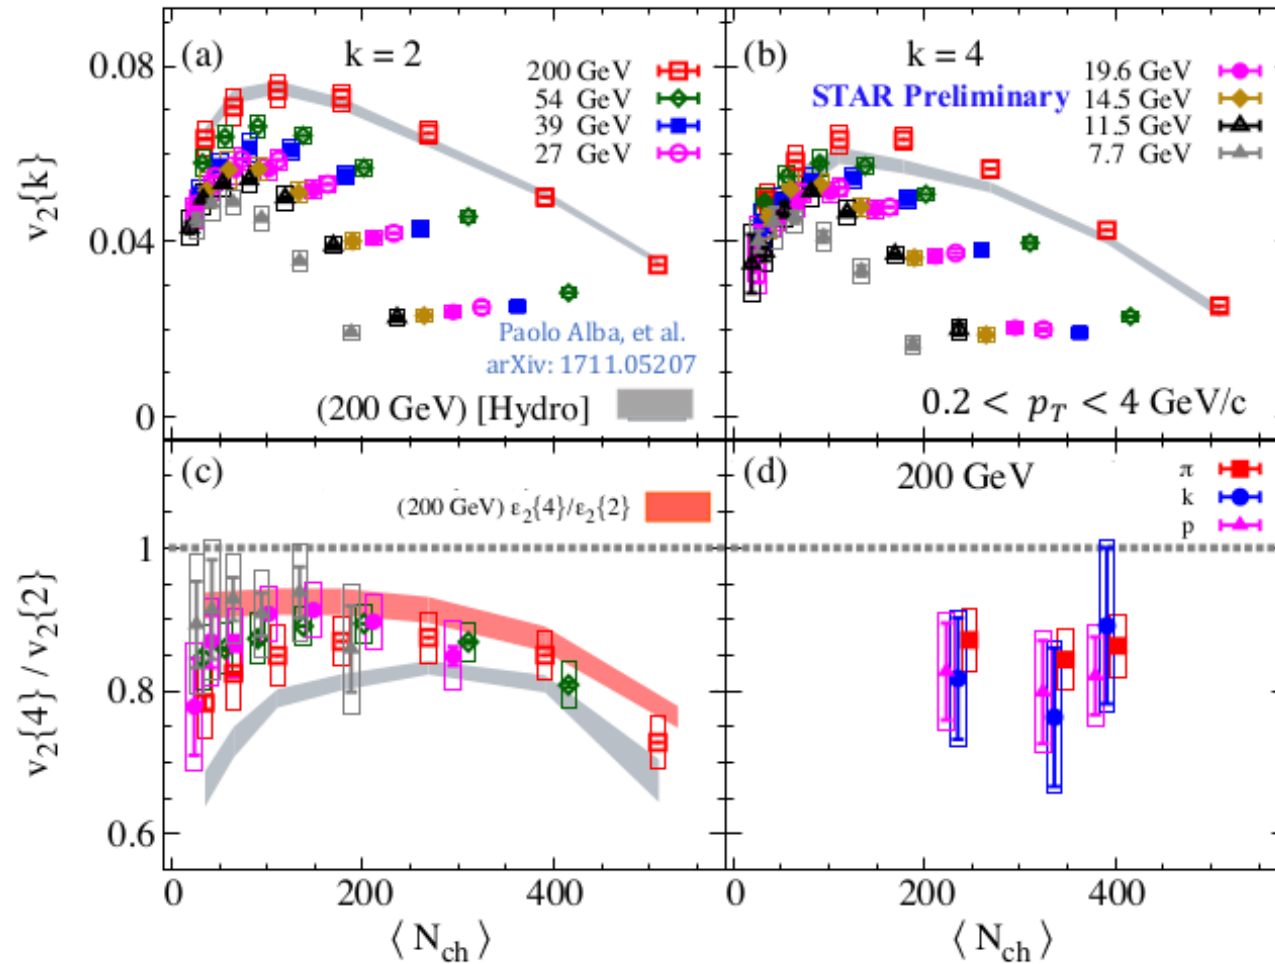 (a) k = 2
200 GeV
54 GeV
39 GeV
27 GeV
Paolo Alba, et al.
arXiv: 1711.05207
(200 GeV) [Hydro]
v₂{k}
0.08
0.04
0
(b) k = 4
STAR Preliminary
19.6 GeV
14.5 GeV
11.5 GeV
7.7 GeV
0.2 < p_T < 4 GeV/c
(c)
(200 GeV) ε₂{4}/ε₂{2}
v₂{4} / v₂{2}
1
0.8
0.6
0 200 400
⟨ N_ch ⟩
(d) 200 GeV
π
k
p
0 200 400
⟨ N_ch ⟩